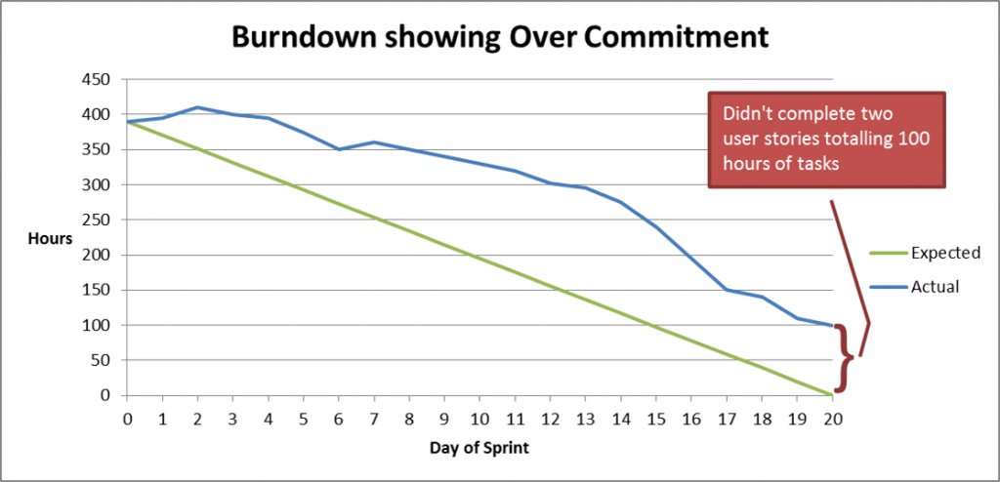 Burndown showing Over Commitment
450
400
350
300
250
200
150
100
50
0
Hours
0 1 2 3 4 5 6 7 8 9 10 11 12 13 14 15 16 17 18 19 20
Day of Sprint
Didn't complete two
user stories totalling 100
hours of tasks
Expected
Actual